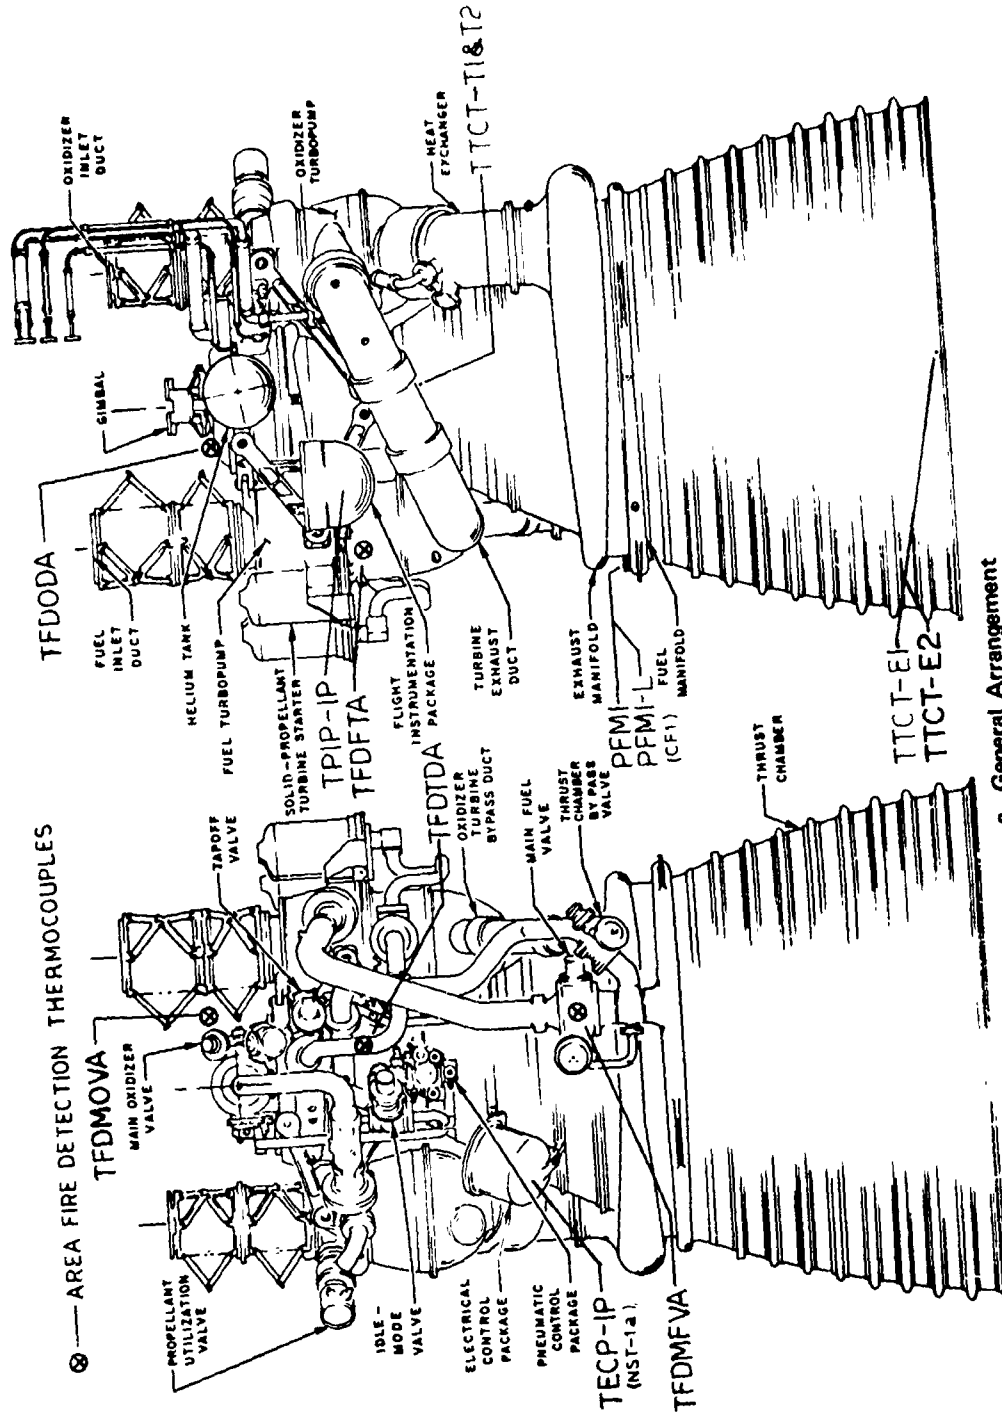 ⊗ AREA FIRE DETECTION THERMOCOUPLES
TFDMOVA
MAIN OXIDIZER
VALVE
TAPOFF
VALVE
PROPELLANT
UTILIZATION
VALVE
IDLE-
MODE
VALVE
ELECTRICAL
CONTROL
PACKAGE
PNEUMATIC
CONTROL
PACKAGE
TECP-IP
(NST-1a)
TFDMFVA
TFDTDA
OXIDIZER
TURBINE
BYPASS DUCT
MAIN FUEL
VALVE
THRUST
CHAMBER
BYPASS
VALVE
THRUST
CHAMBER
TFDODA
FUEL
INLET
DUCT
GIMBAL
OXIDIZER
INLET
DUCT
HELIUM TANK
FUEL TURBOPUMP
SOLID-PROPELLANT
TURBINE STARTER
TPIP-IP
TFDFTA
FLIGHT
INSTRUMENTATION
PACKAGE
TURBINE
EXHAUST
DUCT
OXIDIZER
TURBOPUMP
HEAT
EXCHANGER
TTCT-T1&T2
EXHAUST
MANIFOLD
PFMI-
PFMI-L
(CF1)
FUEL
MANIFOLD
TTCT-E1
TTCT-E2
General Arrangement